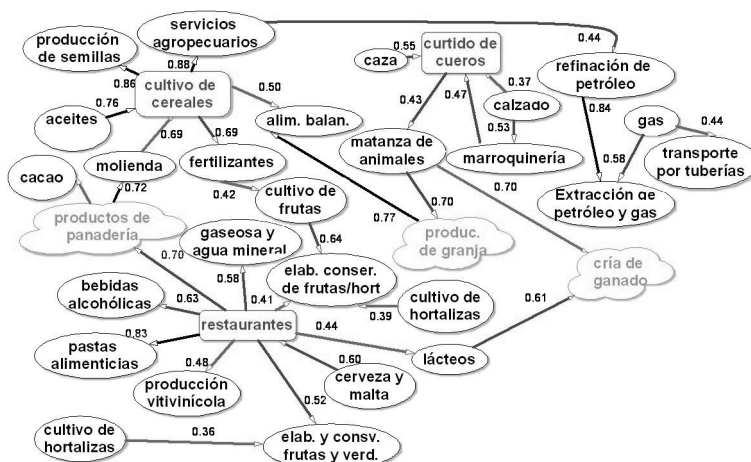 producción
de semillas
servicios
agropecuarios
0.44
0.55
caza
curtido de
cueros
refinación de
petróleo
0.88
0.86
cultivo de
cereales
0.50
0.37
0.43
0.47
calzado
0.84
gas
0.44
aceites
0.76
alim. balan.
0.69
0.69
matanza de
animales
0.53
marroquinería
0.58
transporte
por tuberías
molienda
fertilizantes
cacao
0.72
0.42
cultivo de
frutas
0.70
0.70
Extracción de
petróleo y gas
productos de
panadería
0.77
gaseosa y
agua mineral
0.64
produc.
de granja
cría de
ganado
0.70
elab. conser.
de frutas/hort
0.58
bebidas
alcohólicas
0.63
0.41
0.39
cultivo de
hortalizas
0.61
restaurantes
0.44
pastas
alimenticias
0.83
lácteos
0.48
0.60
producción
vitivinícola
cerveza y
malta
0.52
cultivo de
hortalizas
0.36
elab. y consv.
frutas y verd.